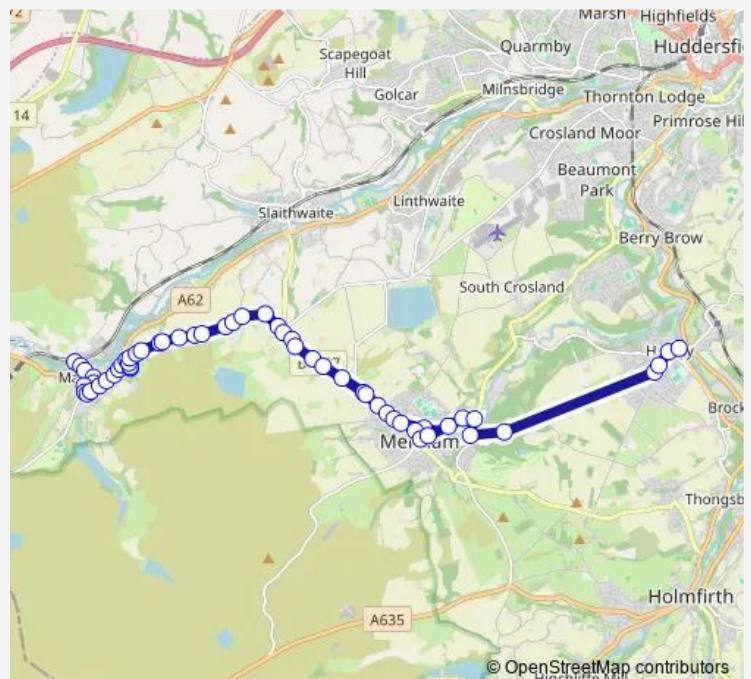 Marsh
Highfields
Quarmby
Scapegoat
Hill
Golcar
Milnsbridge
Thornton Lodge
14
Crosland Moor
Primrose Hil
Beaumont
Park
Linthwaite
Slaithwaite
Berry Brow
South Crosland
A62
Brock
Thongsb
Holmfirth
A635
© OpenStreetMap contributors